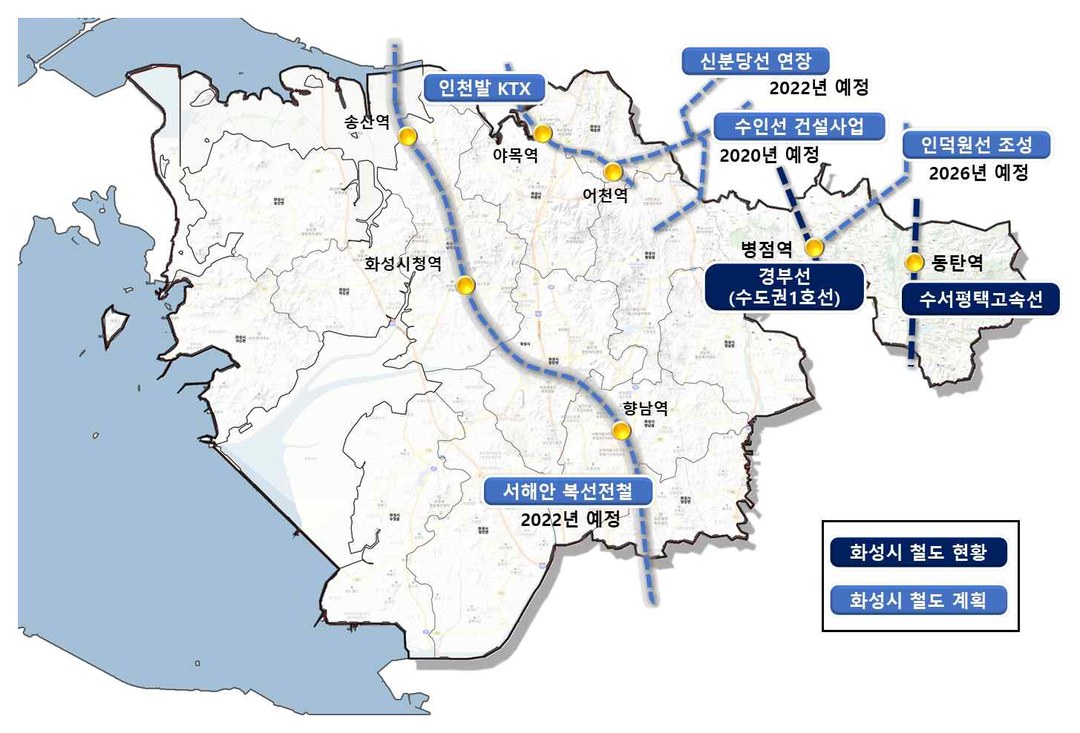 신분당선 연장
2022년 예정
인천발 KTX
수인선 건설사업
2020년 예정
인덕원선 조성
2026년 예정
송산역
야목역
어천역
화성시청역
병점역
경부선
(수도권1호선)
동탄역
수서평택고속선
향남역
서해안 복선전철
2022년 예정
화성시 철도 현황
화성시 철도 계획